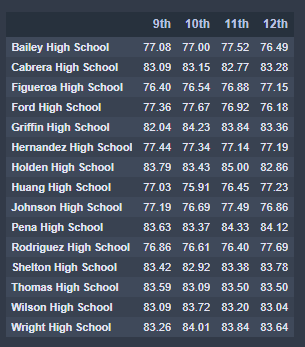 9th 10th 11th 12th
Bailey High School 77.08 77.00 77.52 76.49
Cabrera High School 83.09 83.15 82.77 83.28
Figueroa High School 76.40 76.54 76.88 77.15
Ford High School 77.36 77.67 76.92 76.18
Griffin High School 82.04 84.23 83.84 83.36
Hernandez High School 77.44 77.34 77.14 77.19
Holden High School 83.79 83.43 85.00 82.86
Huang High School 77.03 75.91 76.45 77.23
Johnson High School 77.19 76.69 77.49 76.86
Pena High School 83.63 83.37 84.33 84.12
Rodriguez High School 76.86 76.61 76.40 77.69
Shelton High School 83.42 82.92 83.38 83.78
Thomas High School 83.59 83.09 83.50 83.50
Wilson High School 83.09 83.72 83.20 83.04
Wright High School 83.26 84.01 83.84 83.64